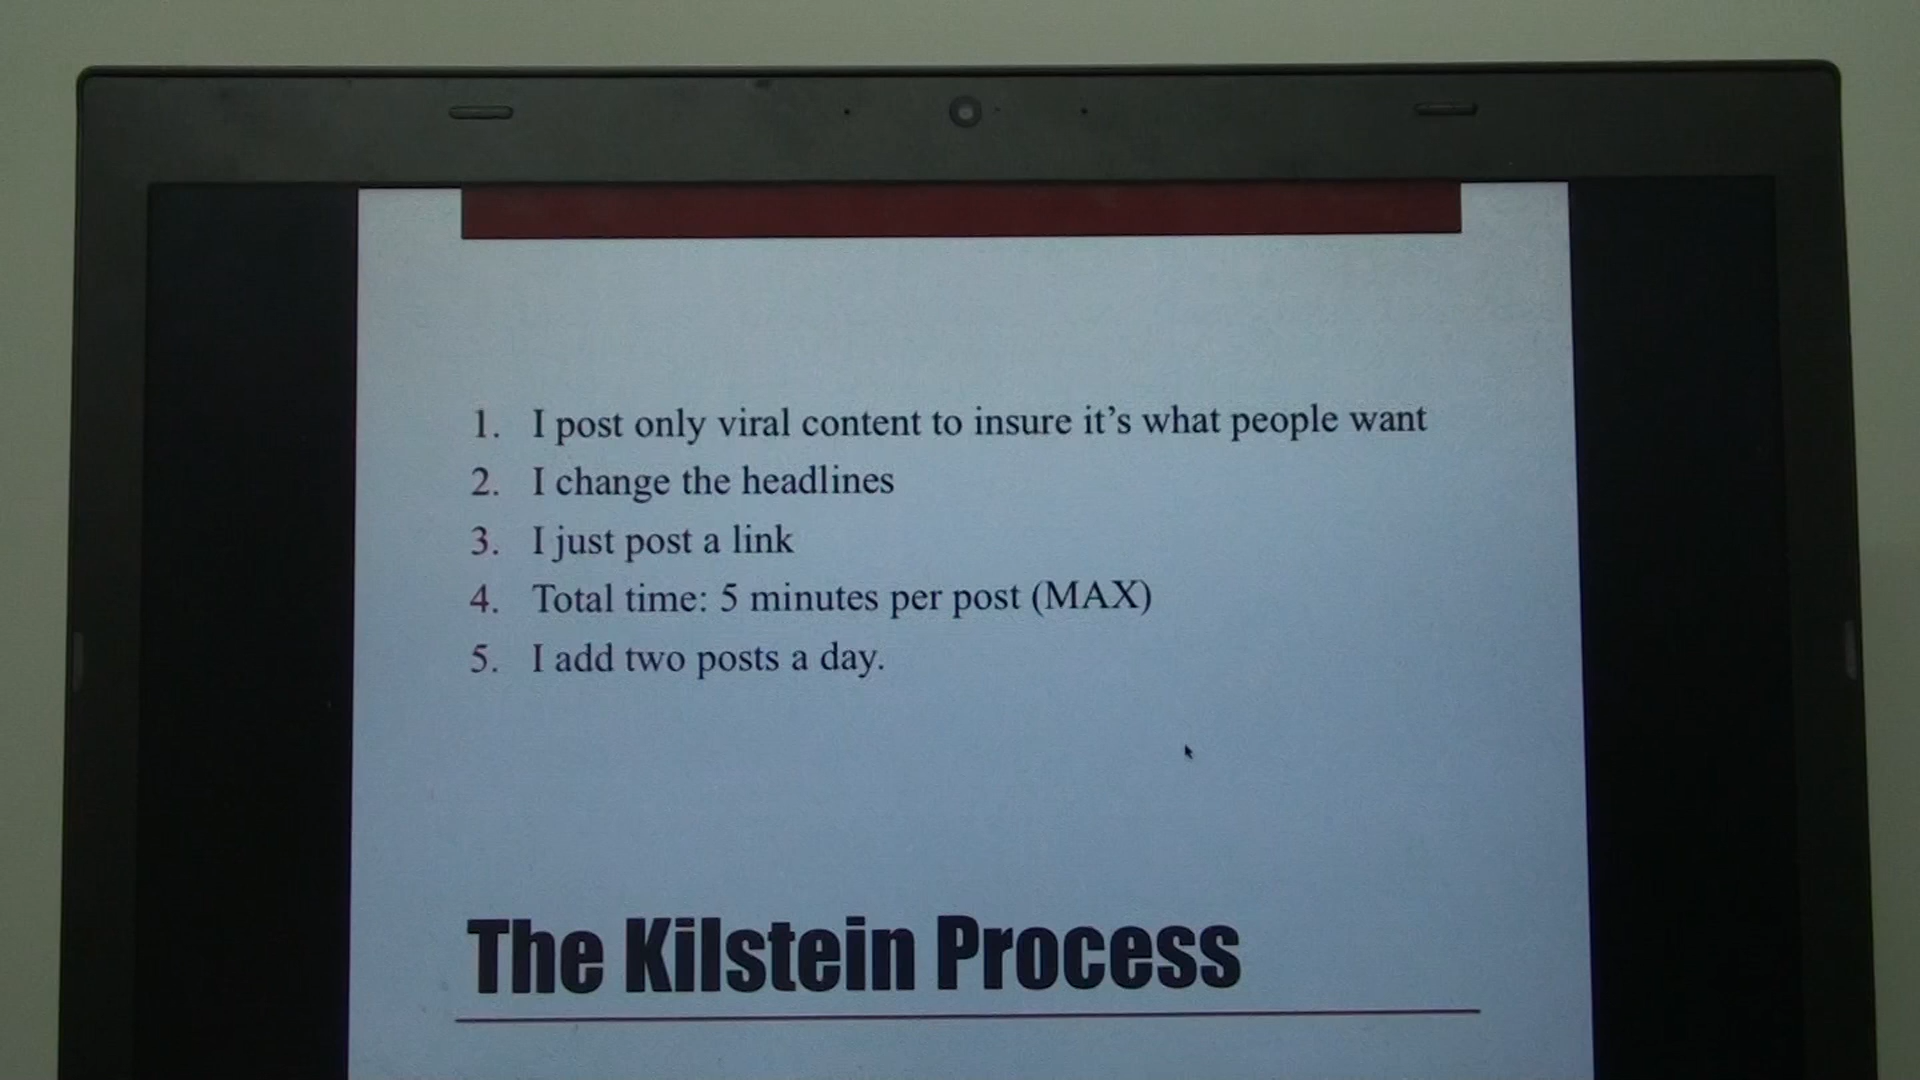 1. I post only viral content to insure it’s what people want
2. I change the headlines
3. I just post a link
4. Total time: 5 minutes per post (MAX)
5. I add two posts a day.
The Kilstein Process